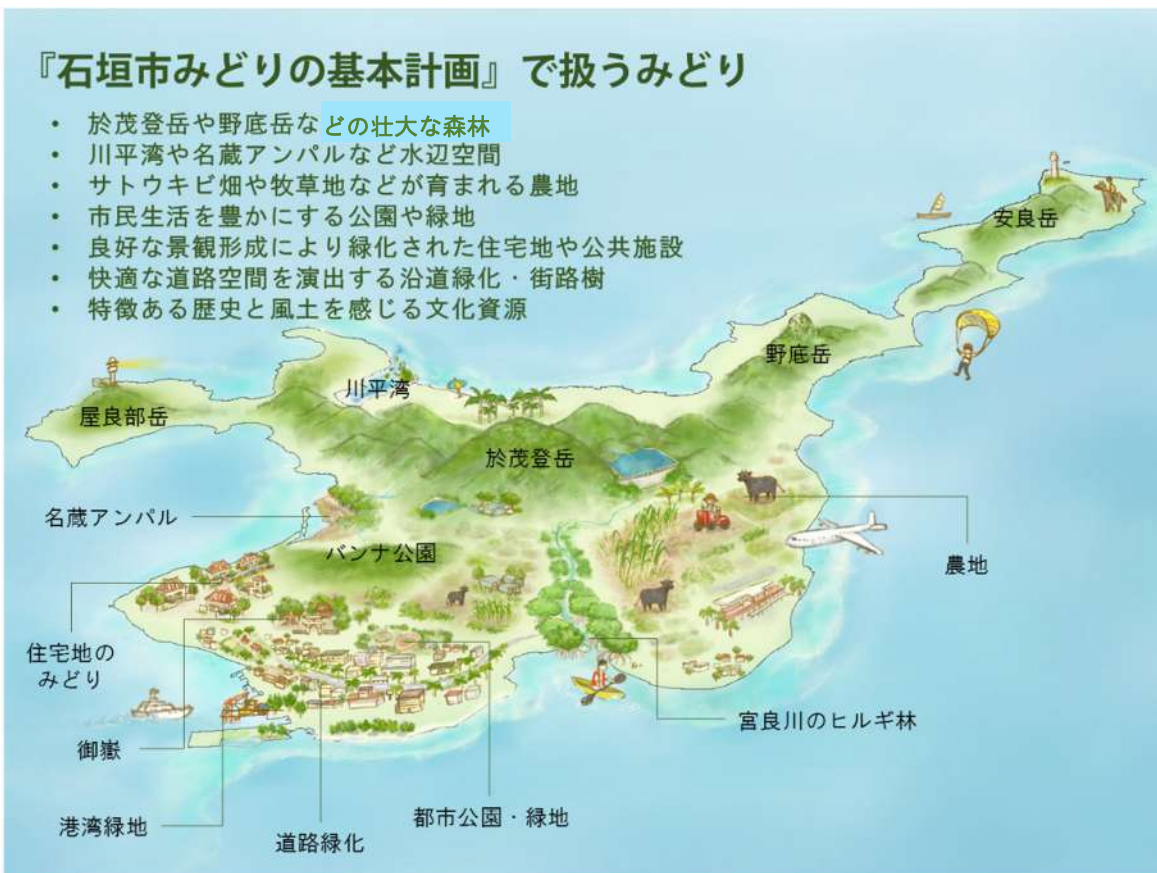 『石垣市みどりの基本計画』で扱うみどり
• 於茂登岳や野底岳などの壮大な森林
• 川平湾や名蔵アンパルなど水辺空間
• サトウキビ畑や牧草地などが育まれる農地
• 市民生活を豊かにする公園や緑地
• 良好な景観形成により緑化された住宅地や公共施設
• 快適な道路空間を演出する沿道緑化・街路樹
• 特徴ある歴史と風土を感じる文化資源
安良岳
野底岳
川平湾
屋良部岳
於茂登岳
名蔵アンパル
バンナ公園
農地
住宅地の
みどり
宮良川のヒルギ林
御嶽
都市公園・緑地
港湾緑地
道路緑化